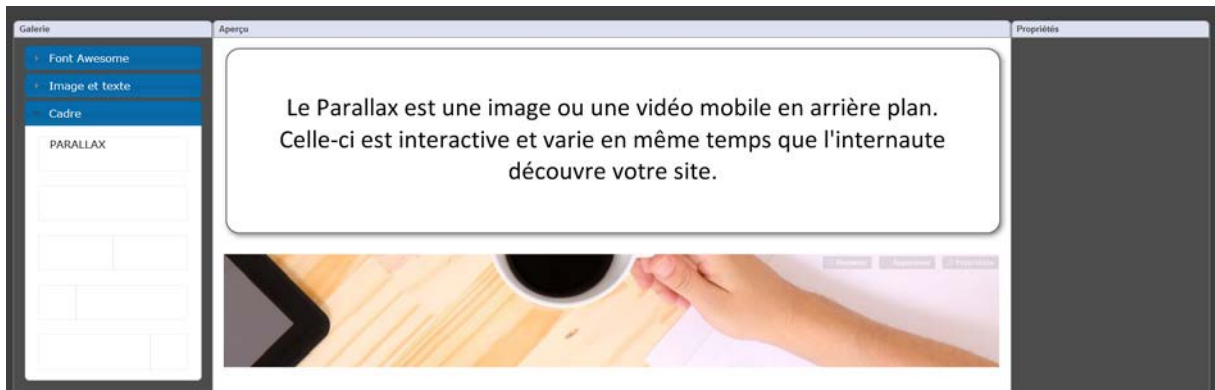 Galerie
Aperçu
Propriétés
Font Awesome
Image et texte
Cadre
PARALLAX
Le Parallax est une image ou une vidéo mobile en arrière plan.
Celle-ci est interactive et varie en même temps que l'internaute
découvre votre site.